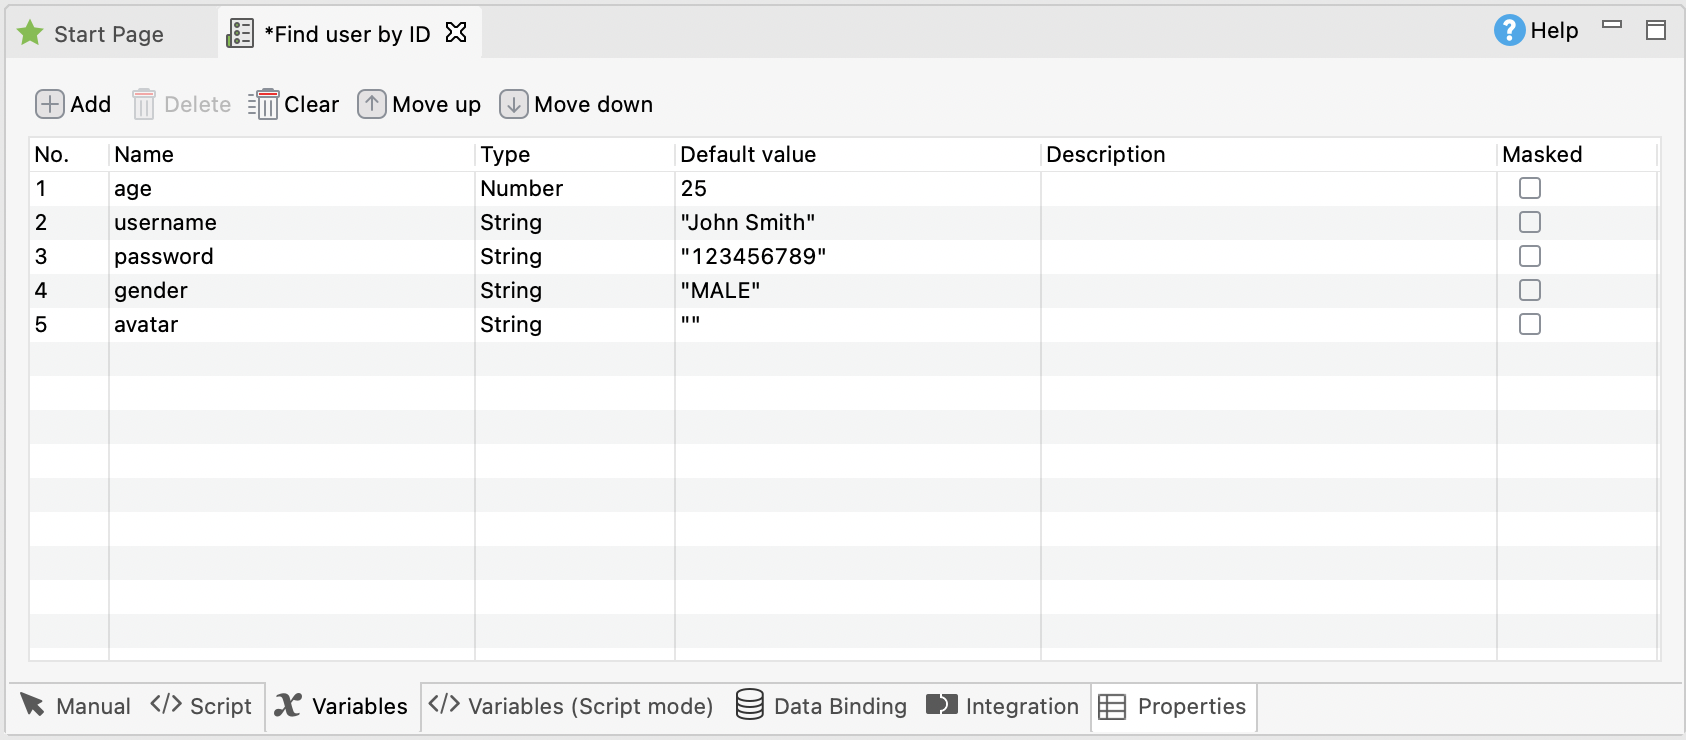 Start Page *Find user by ID Help
Add Delete Clear Move up Move down
No. Name Type Default value Description Masked
1 age Number 25
2 username String "John Smith"
3 password String "123456789"
4 gender String "MALE"
5 avatar String ""
Manual Script Variables Variables (Script mode) Data Binding Integration Properties